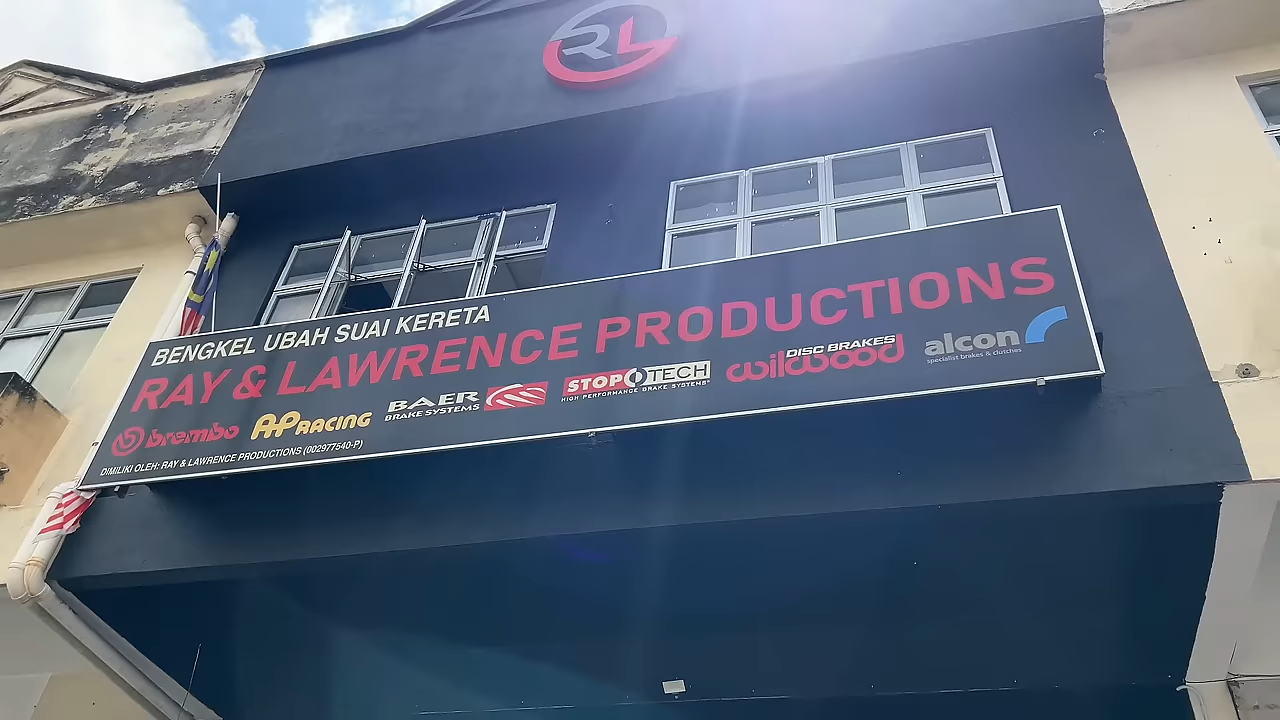 RL
BENGKEL UBAH SUAI KERETA
RAY & LAWRENCE PRODUCTIONS
brembo
AP RACING
BAER
BRAKE SYSTEMS
STOPTECH
HIGH PERFORMANCE BRAKE SYSTEMS
DISC BRAKES
wilwood
alcon
specialist brakes & clutches
DIMILIKI OLEH: RAY & LAWRENCE PRODUCTIONS (002977540-P)